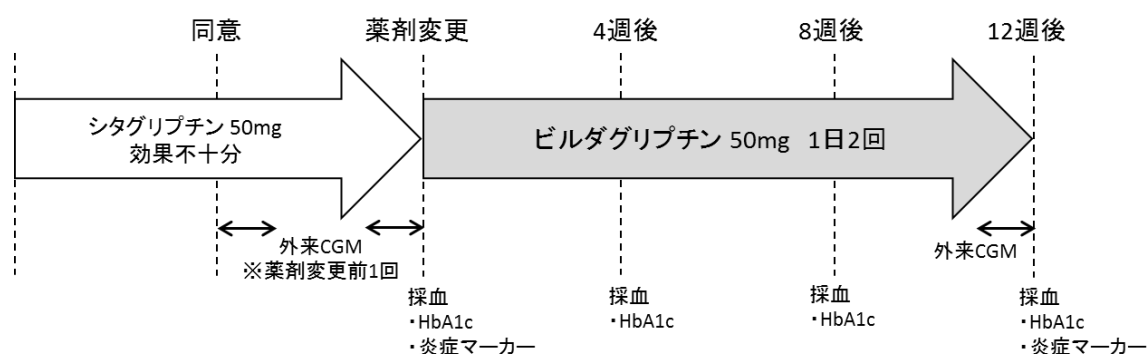 同意
薬剤変更
4週後
8週後
12週後
シタグリプチン 50mg
効果不十分
ビルダグリプチン 50mg 1日2回
外来CGM
※薬剤変更前1回
外来CGM
採血
・HbA1c
・炎症マーカー
採血
・HbA1c
採血
・HbA1c
採血
・HbA1c
・炎症マーカー